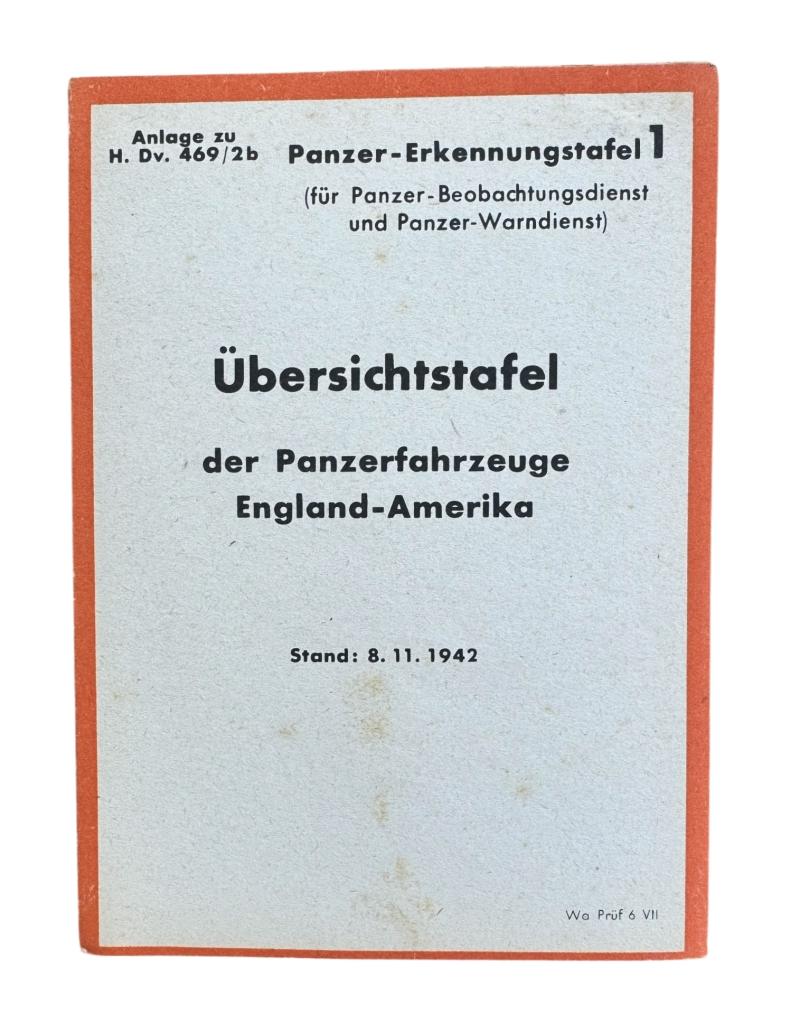 Anlage zu
H. Dv. 469/2b
Panzer-Erkennungstafel 1
(für Panzer-Beobachtungsdienst
und Panzer-Warndienst)
Übersichtstafel
der Panzerfahrzeuge
England-Amerika
Stand: 8. 11. 1942
Wa Prüf 6 VII